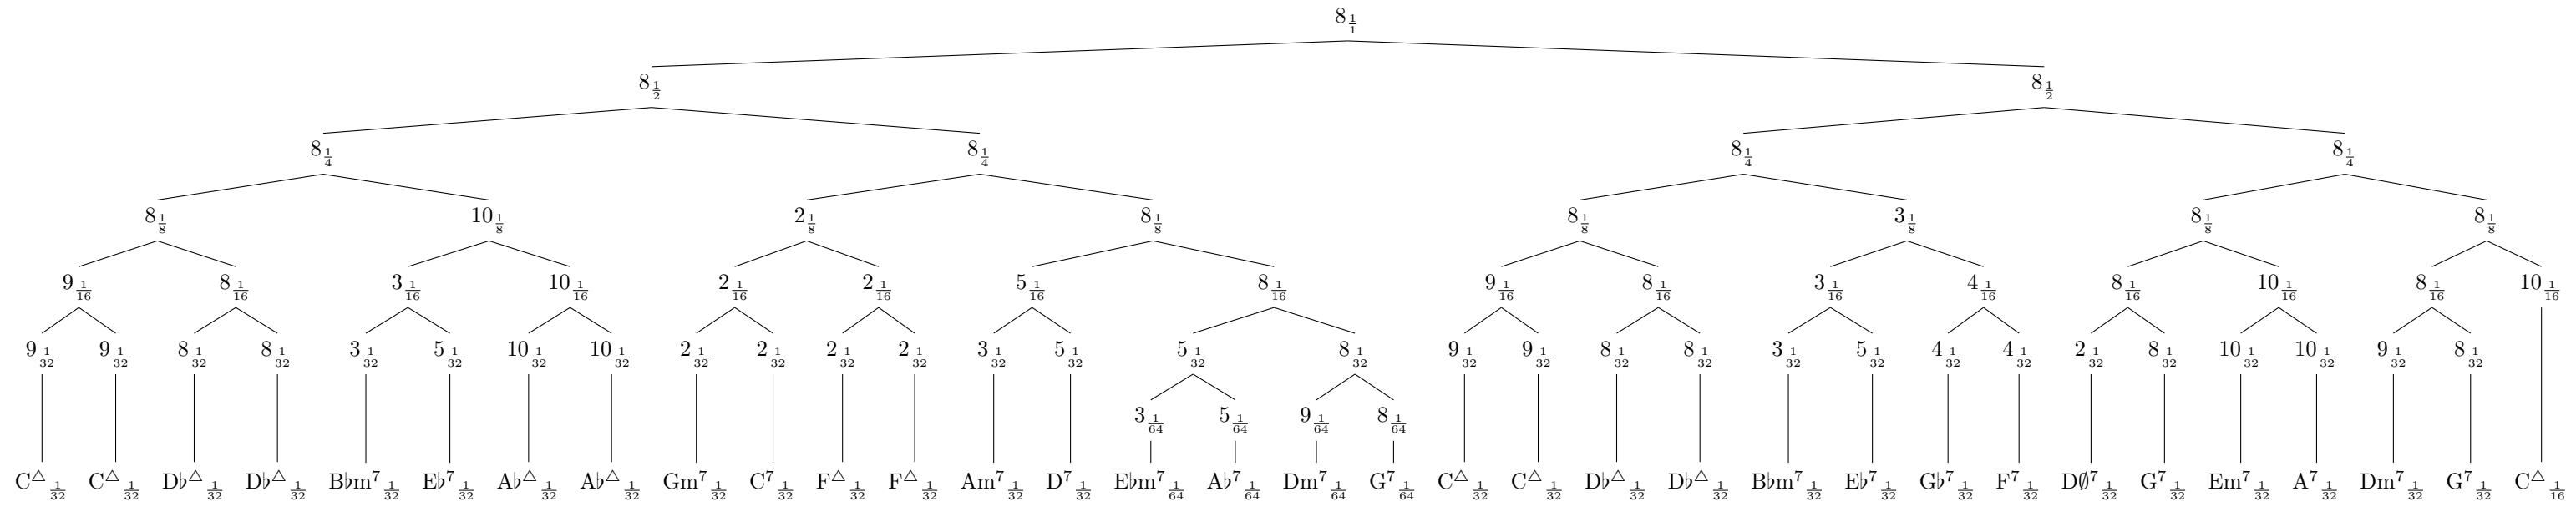 8 1/1
8 1/2 8 1/2
8 1/4 8 1/4 8 1/4 8 1/4
8 1/8 10 1/8 2 1/8 8 1/8 8 1/8 3 1/8 8 1/8 8 1/8
9 1/16 8 1/16 3 1/16 10 1/16 2 1/16 2 1/16 5 1/16 8 1/16 9 1/16 8 1/16 3 1/16 4 1/16 8 1/16 10 1/16 8 1/16 10 1/16
9 1/32 9 1/32 8 1/32 8 1/32 3 1/32 5 1/32 10 1/32 10 1/32 2 1/32 2 1/32 2 1/32 2 1/32 3 1/32 5 1/32 5 1/32 8 1/32 9 1/32 9 1/32 8 1/32 8 1/32 3 1/32 5 1/32 4 1/32 4 1/32 2 1/32 8 1/32 10 1/32 10 1/32 9 1/32 8 1/32
3 1/64 5 1/64 9 1/64 8 1/64
C△ 1/32 C△ 1/32 D♭△ 1/32 D♭△ 1/32 B♭m⁷ 1/32 E♭⁷ 1/32 A♭△ 1/32 A♭△ 1/32 Gm⁷ 1/32 C⁷ 1/32 F△ 1/32 F△ 1/32 Am⁷ 1/32 D⁷ 1/32 E♭m⁷ 1/64 A♭⁷ 1/64 Dm⁷ 1/64 G⁷ 1/64 C△ 1/32 C△ 1/32 D♭△ 1/32 D♭△ 1/32 B♭m⁷ 1/32 E♭⁷ 1/32 G♭⁷ 1/32 F⁷ 1/32 D∅⁷ 1/32 G⁷ 1/32 Em⁷ 1/32 A⁷ 1/32 Dm⁷ 1/32 G⁷ 1/32 C△ 1/16